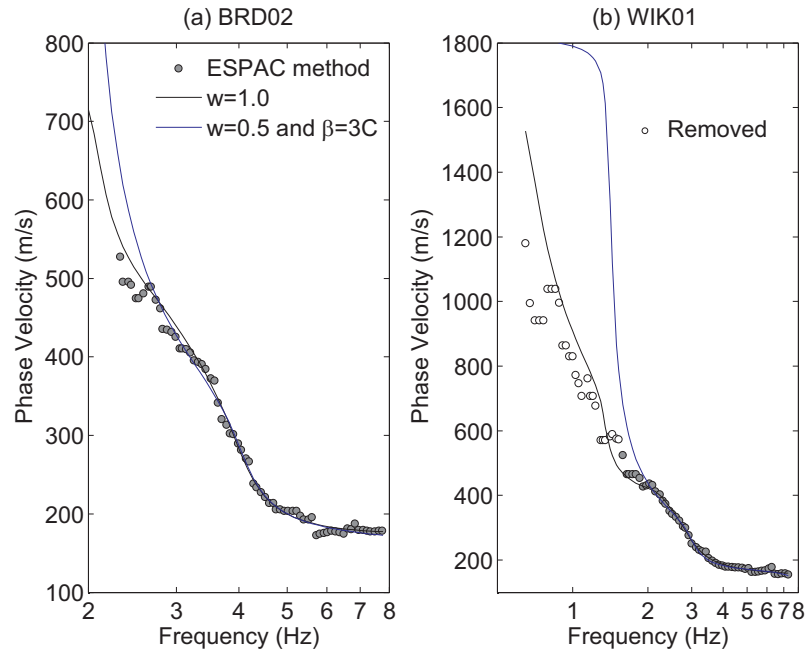 (a) BRD02
Phase Velocity (m/s)
800
700
600
500
400
300
200
100
ESPAC method
w=1.0
w=0.5 and β=3C
2 3 4 5 6 7 8
Frequency (Hz)
(b) WIK01
Phase Velocity (m/s)
1800
1600
1400
1200
1000
800
600
400
200
Removed
1 2 3 4 5 6 7 8
Frequency (Hz)